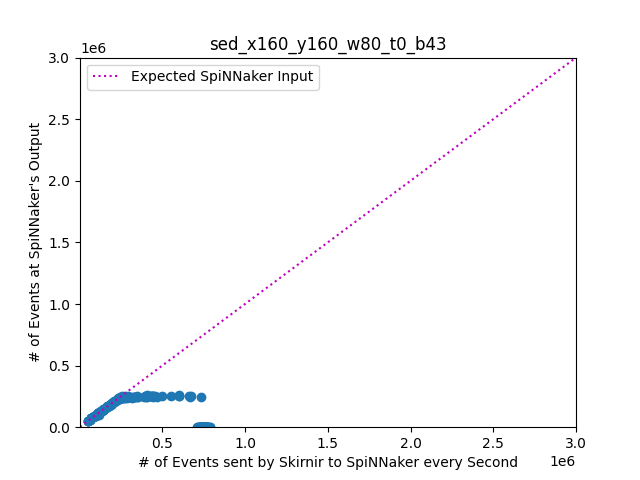 sed_x160_y160_w80_t0_b43
1e6
3.0
Expected SpiNNaker Input
2.5
2.0
1.5
1.0
0.5
0.0
# of Events at SpiNNaker's Output
0.5 1.0 1.5 2.0 2.5 3.0
# of Events sent by Skirnir to SpiNNaker every Second
1e6